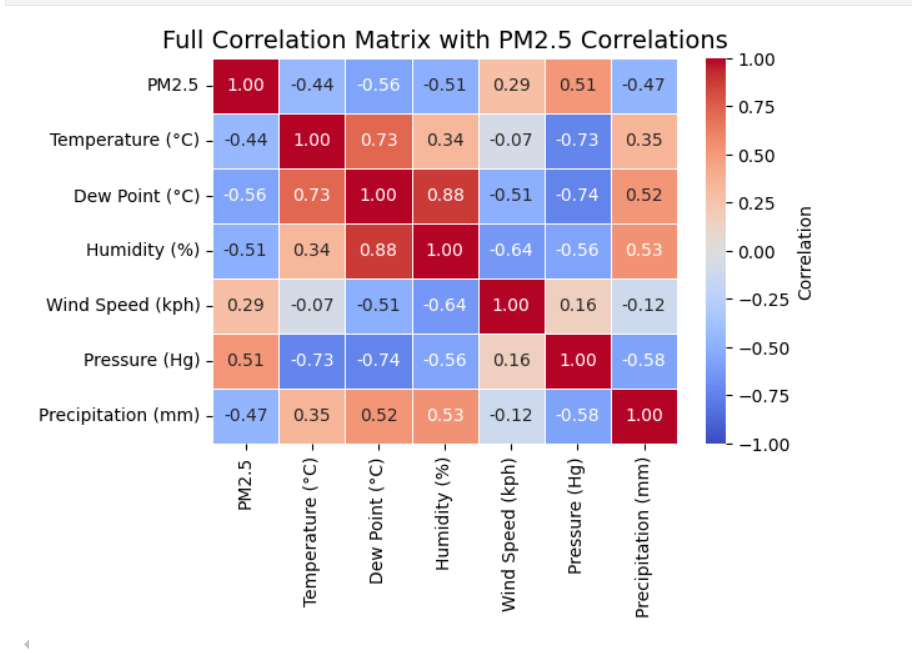 Full Correlation Matrix with PM2.5 Correlations
PM2.5 1.00 -0.44 -0.56 -0.51 0.29 0.51 -0.47
Temperature (°C) -0.44 1.00 0.73 0.34 -0.07 -0.73 0.35
Dew Point (°C) -0.56 0.73 1.00 0.88 -0.51 -0.74 0.52
Humidity (%) -0.51 0.34 0.88 1.00 -0.64 -0.56 0.53
Wind Speed (kph) 0.29 -0.07 -0.51 -0.64 1.00 0.16 -0.12
Pressure (Hg) 0.51 -0.73 -0.74 -0.56 0.16 1.00 -0.58
Precipitation (mm) -0.47 0.35 0.52 0.53 -0.12 -0.58 1.00
PM2.5
Temperature (°C)
Dew Point (°C)
Humidity (%)
Wind Speed (kph)
Pressure (Hg)
Precipitation (mm)
1.00
0.75
0.50
0.25
0.00
−0.25
−0.50
−0.75
−1.00
Correlation